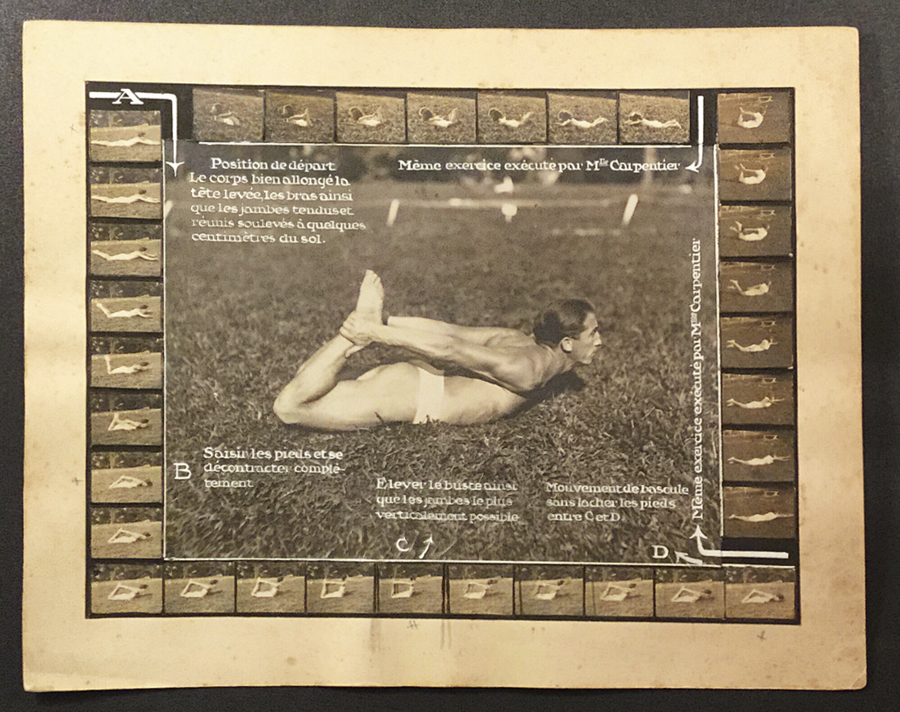 A
Position de départ
Le corps bien allongé la
tête levée, les bras ainsi
que les jambes tendus et
réunis soulevés à quelques
centimètres du sol.
Même exercice exécuté par Mlle Carpentier
Même exercice exécuté par Mlle Carpentier
B
Saisir les pieds et se
décontracter complè-
tement
Elever le buste ainsi
que les jambes le plus
verticalement possible
C
Mouvement de bascule
sans lacher les pieds
entre C et D.
D